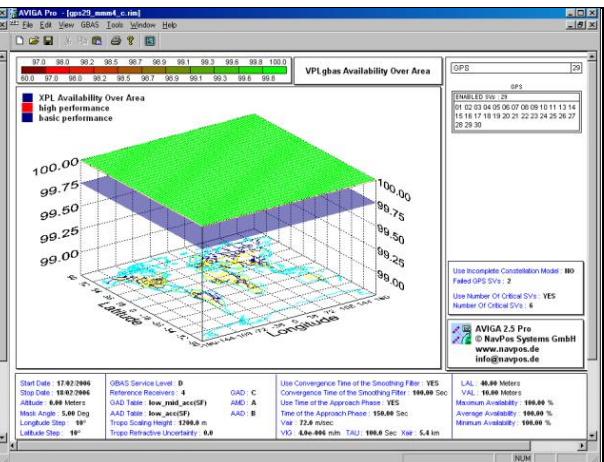 AVIGA Pro - [gps29_mmm4_c.rim]
File Edit View GBAS Tools Window Help
97.0 98.0 98.2 98.5 98.7 98.9 99.1 99.3 99.6 99.8 100.0
60.0 97.0 98.0 98.2 98.5 98.7 98.9 99.1 99.3 99.6 99.8
VPLgbas Availability Over Area
GPS 29
XPL Availability Over Area
high performance
basic performance
GPS
ENABLED SVs : 29
01 02 03 04 05 06 07 08 09 10 11 13 14
15 16 17 18 19 20 21 22 23 24 25 26 27
28 29 30
100.00
99.75
99.50
99.25
99.00
100.00
99.75
99.50
99.25
99.00
Latitude
Longitude
Use Incomplete Constellation Model : NO
Failed GPS SVs : 2
Use Number Of Critical SVs : YES
Number Of Critical SVs : 6
AVIGA 2.5 Pro
© NavPos Systems GmbH
www.navpos.de
info@navpos.de
Start Date : 17/02/2006
Stop Date : 18/02/2006
Altitude : 0.00 Meters
Mask Angle : 5.00 Deg
Longitude Step : 10°
Latitude Step : 10°
GBAS Service Level : D
Reference Receivers : 4 GAD : C
GAD Table : low_mid_acc(SF) AMD : A
AAD Table : low_acc(SF) AAD : B
Tropo Scaling Height : 1200.0 m
Tropo Refractive Uncertainty : 0.0
Use Convergence Time of the Smoothing Filter : YES
Convergence Time of the Smoothing Filter : 100.00 Sec
Use Time of the Approach Phase : YES
Time of the Approach Phase : 150.00 Sec
Vair : 72.0 m/sec
VIG : 4.0e-006 m/m TAU : 100.0 Sec Xair : 5.4 km
LAL : 40.00 Meters
VAL : 10.00 Meters
Maximum Availability : 100.00 %
Average Availability : 100.00 %
Minimum Availability : 100.00 %
NUM